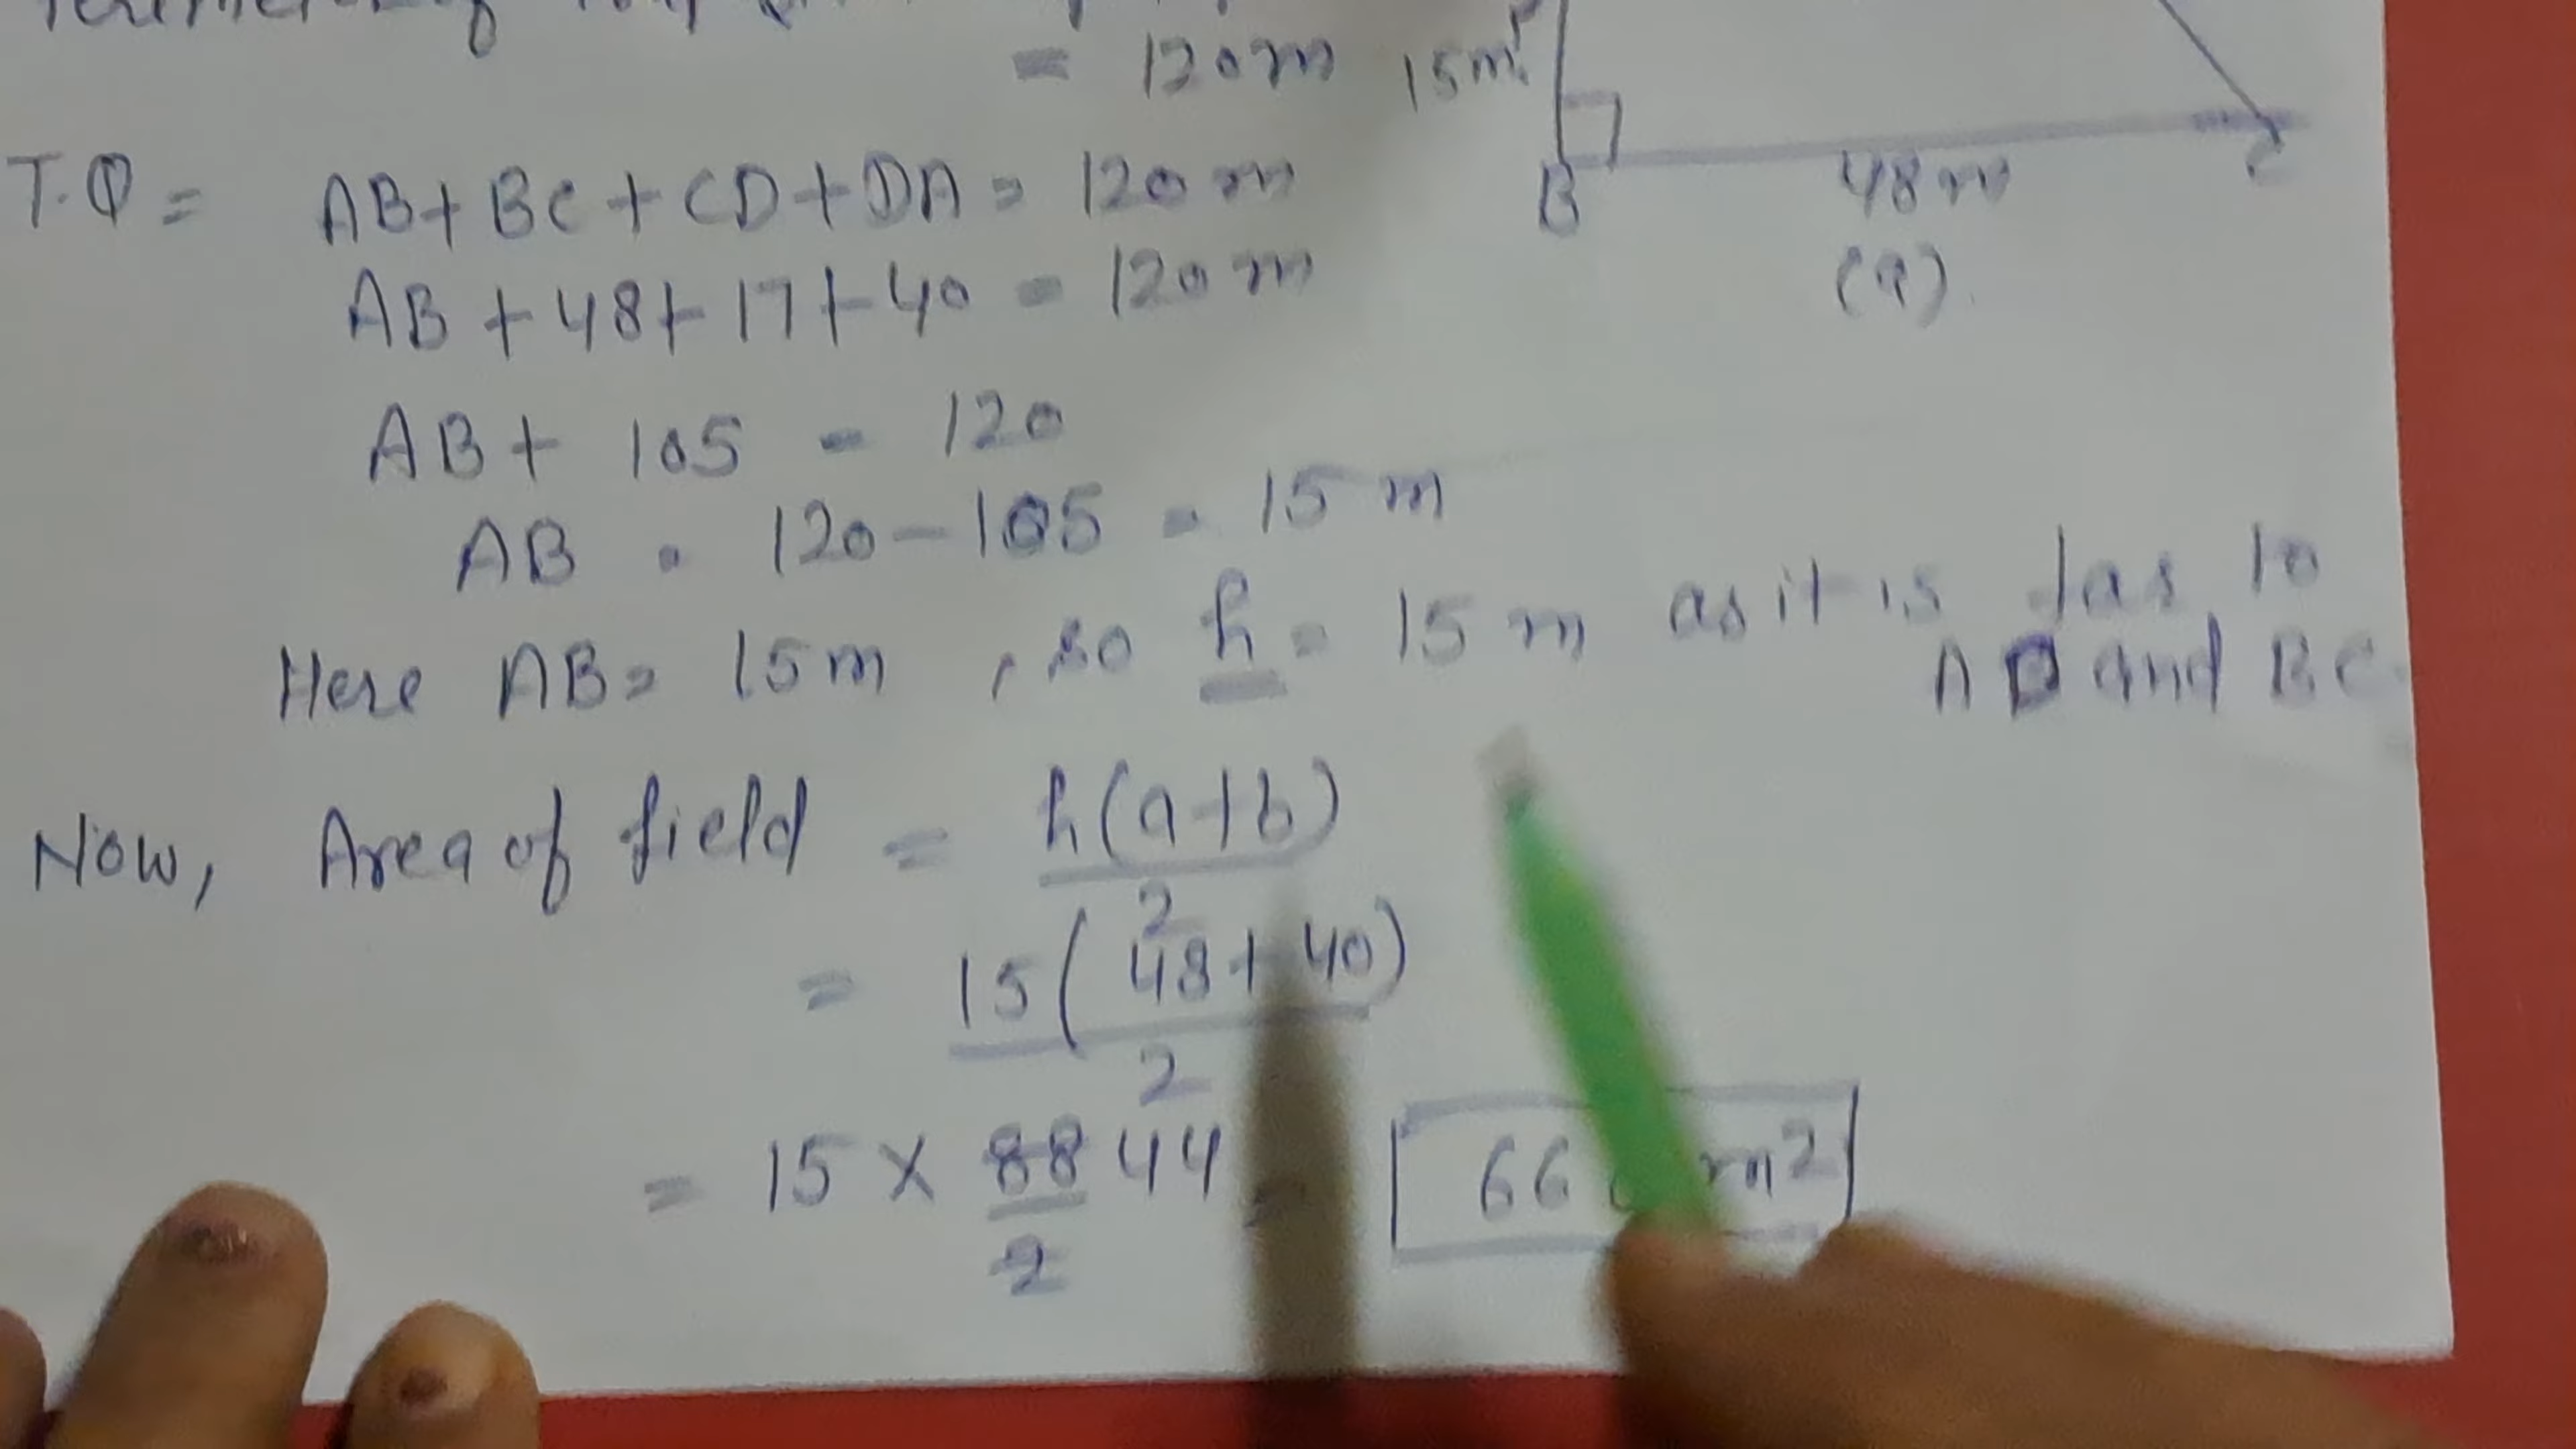 = 120m
15m
T.Q = AB + BC + CD + DA = 120 m
B
48 m
C
(a)
AB + 48 + 17 + 40 = 120 m
AB + 105 = 120
AB = 120 - 105 = 15 m
Here AB = 15m , so h = 15 m as it is to
AD and BC
Now, Area of field = h(a+b)
2
= 15( 48+ 40)
2
= 15 X 88 44 =
2
m2